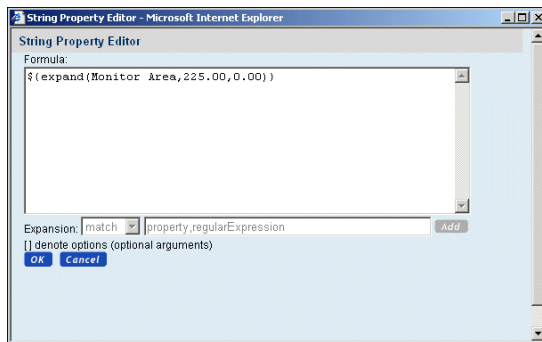 String Property Editor - Microsoft Internet Explorer
String Property Editor
Formula:
${expand(Monitor Area,225.00,0.00)}
Expansion: match property,regularExpression Add
[] denote options (optional arguments)
OK Cancel